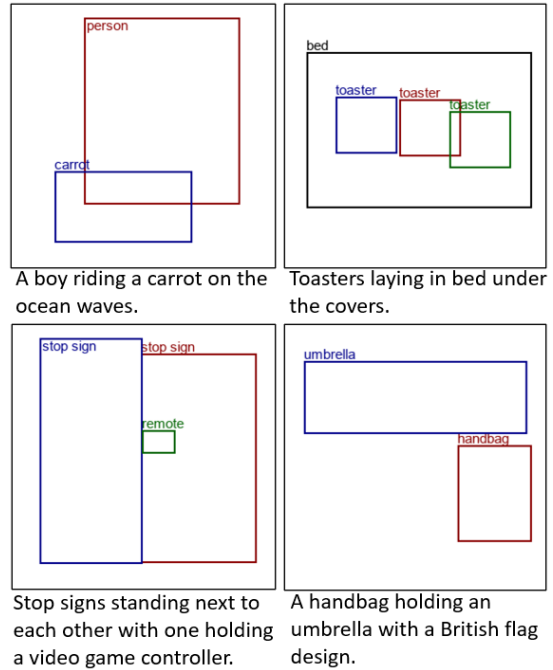 person
carrot
A boy riding a carrot on the
ocean waves.
bed
toaster
toaster
toaster
Toasters laying in bed under
the covers.
stop sign
stop sign
remote
Stop signs standing next to
each other with one holding
a video game controller.
umbrella
handbag
A handbag holding an
umbrella with a British flag
design.